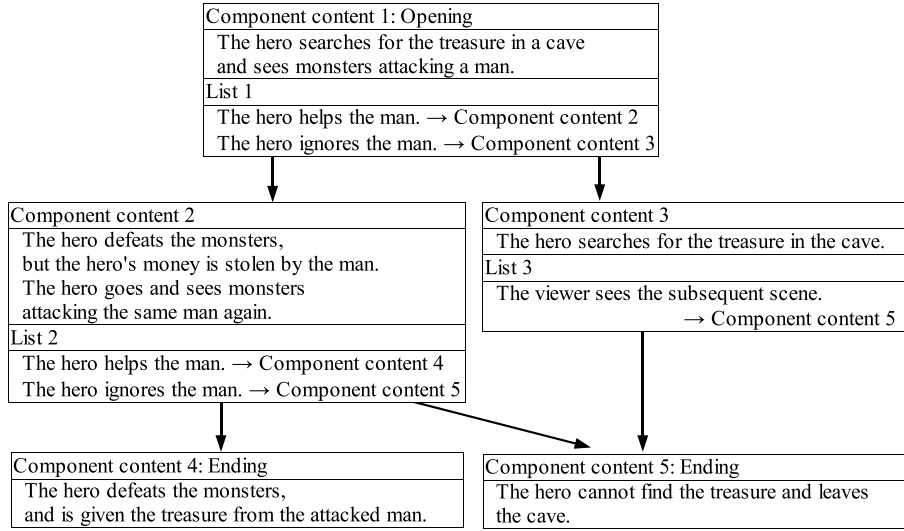 Component content 1: Opening
The hero searches for the treasure in a cave
and sees monsters attacking a man.
List 1
The hero helps the man. → Component content 2
The hero ignores the man. → Component content 3
Component content 2
The hero defeats the monsters,
but the hero's money is stolen by the man.
The hero goes and sees monsters
attacking the same man again.
List 2
The hero helps the man. → Component content 4
The hero ignores the man. → Component content 5
Component content 3
The hero searches for the treasure in the cave.
List 3
The viewer sees the subsequent scene.
→ Component content 5
Component content 4: Ending
The hero defeats the monsters,
and is given the treasure from the attacked man.
Component content 5: Ending
The hero cannot find the treasure and leaves
the cave.